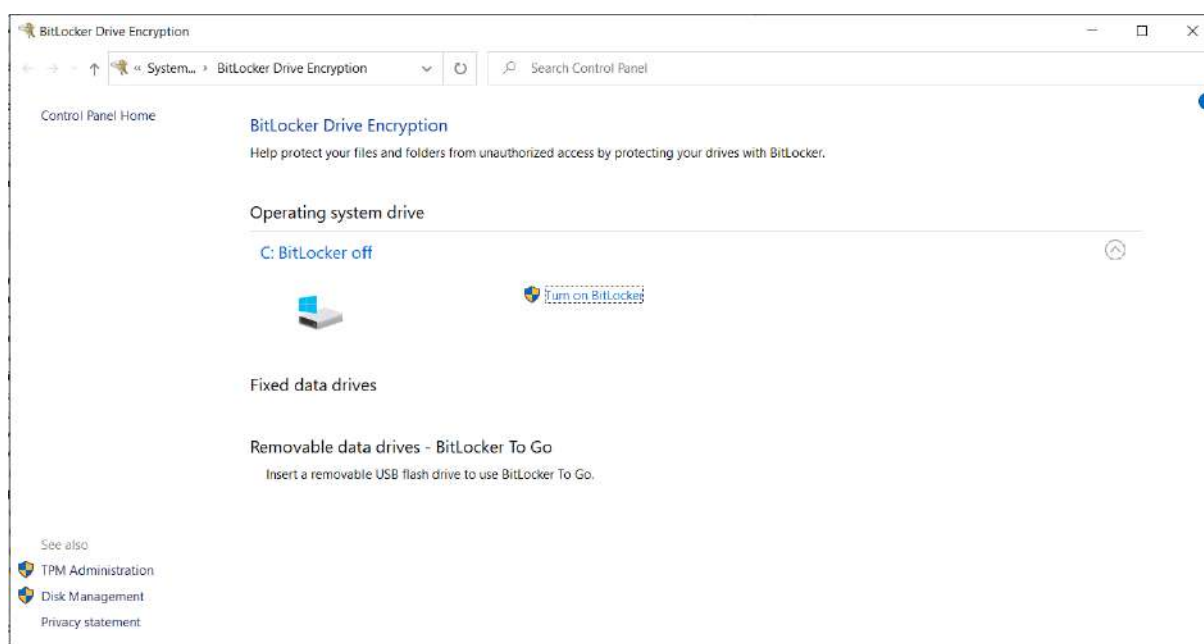 BitLocker Drive Encryption
« System... › BitLocker Drive Encryption
Search Control Panel
Control Panel Home
BitLocker Drive Encryption
Help protect your files and folders from unauthorized access by protecting your drives with BitLocker.
Operating system drive
C: BitLocker off
Turn on BitLocker
Fixed data drives
Removable data drives - BitLocker To Go
Insert a removable USB flash drive to use BitLocker To Go.
See also
TPM Administration
Disk Management
Privacy statement